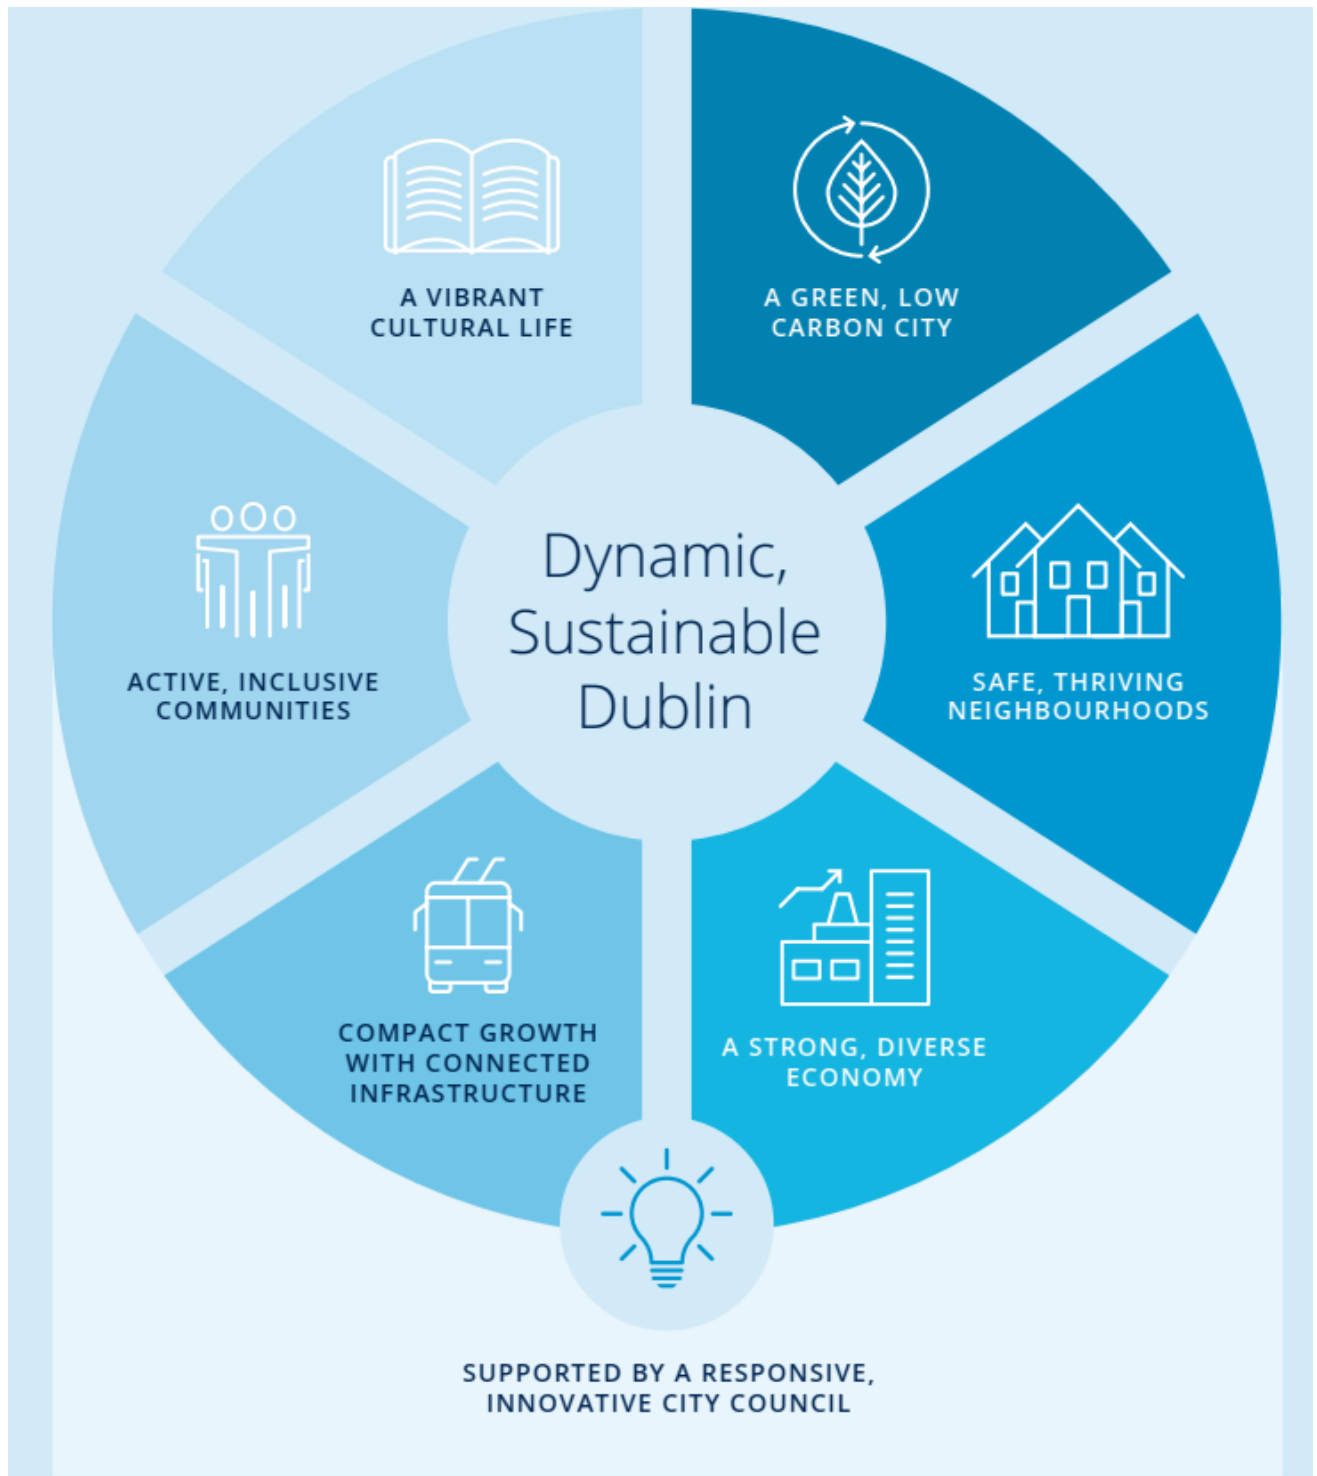 A VIBRANT
CULTURAL LIFE
A GREEN, LOW
CARBON CITY
ACTIVE, INCLUSIVE
COMMUNITIES
Dynamic,
Sustainable
Dublin
SAFE, THRIVING
NEIGHBOURHOODS
COMPACT GROWTH
WITH CONNECTED
INFRASTRUCTURE
A STRONG, DIVERSE
ECONOMY
SUPPORTED BY A RESPONSIVE,
INNOVATIVE CITY COUNCIL